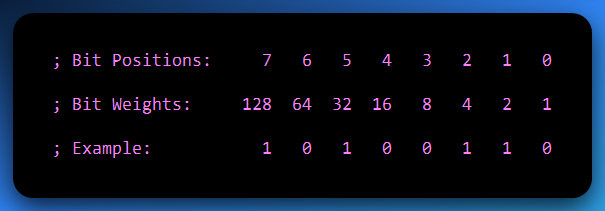 ; Bit Positions:     7   6   5   4   3   2   1   0
; Bit Weights:     128  64  32  16   8   4   2   1
; Example:           1   0   1   0   0   1   1   0